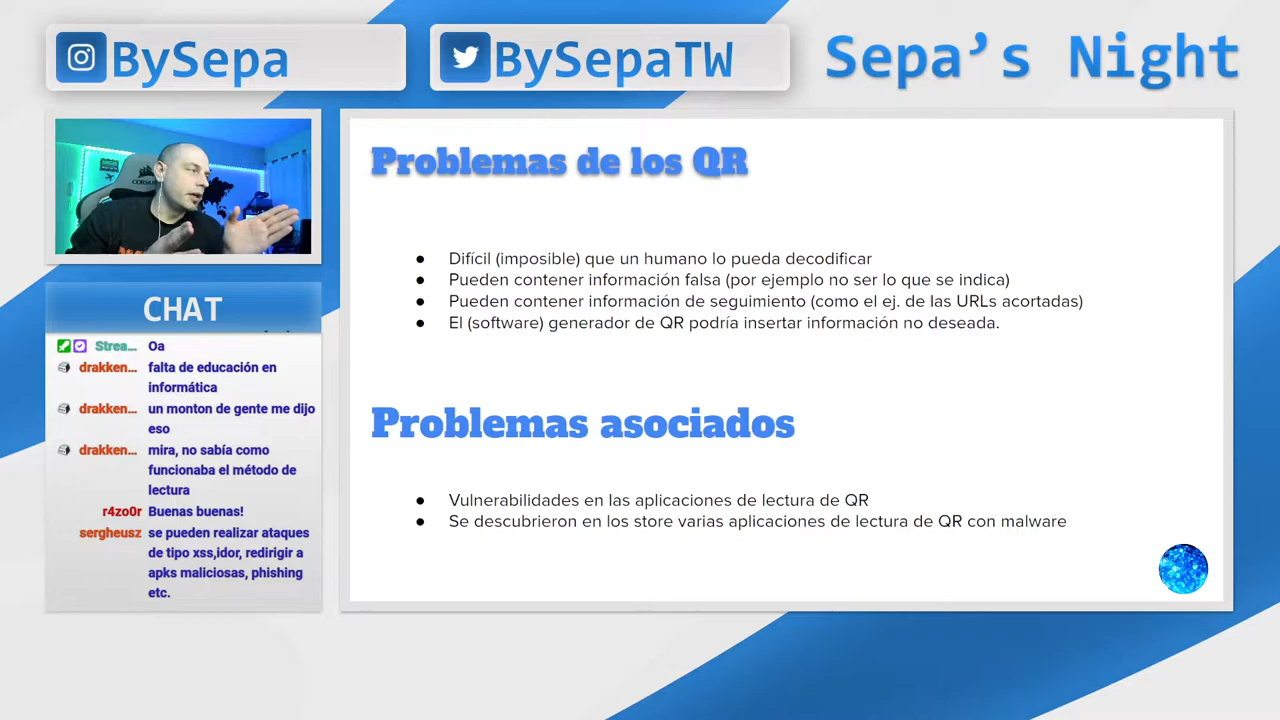 BySepa
BySepaTW
Sepa's Night
CORSAIR
Problemas de los QR
● Difícil (imposible) que un humano lo pueda decodificar
● Pueden contener información falsa (por ejemplo no ser lo que se indica)
● Pueden contener información de seguimiento (como el ej. de las URLs acortadas)
● El (software) generador de QR podría insertar información no deseada.
Problemas asociados
● Vulnerabilidades en las aplicaciones de lectura de QR
● Se descubrieron en los store varias aplicaciones de lectura de QR con malware
CHAT
Strea... Oa
drakken... falta de educación en
informática
drakken... un monton de gente me dijo
eso
drakken... mira, no sabía como
funcionaba el método de
lectura
r4zo0r Buenas buenas!
sergheusz se pueden realizar ataques
de tipo xss,idor, redirigir a
apks maliciosas, phishing
etc.